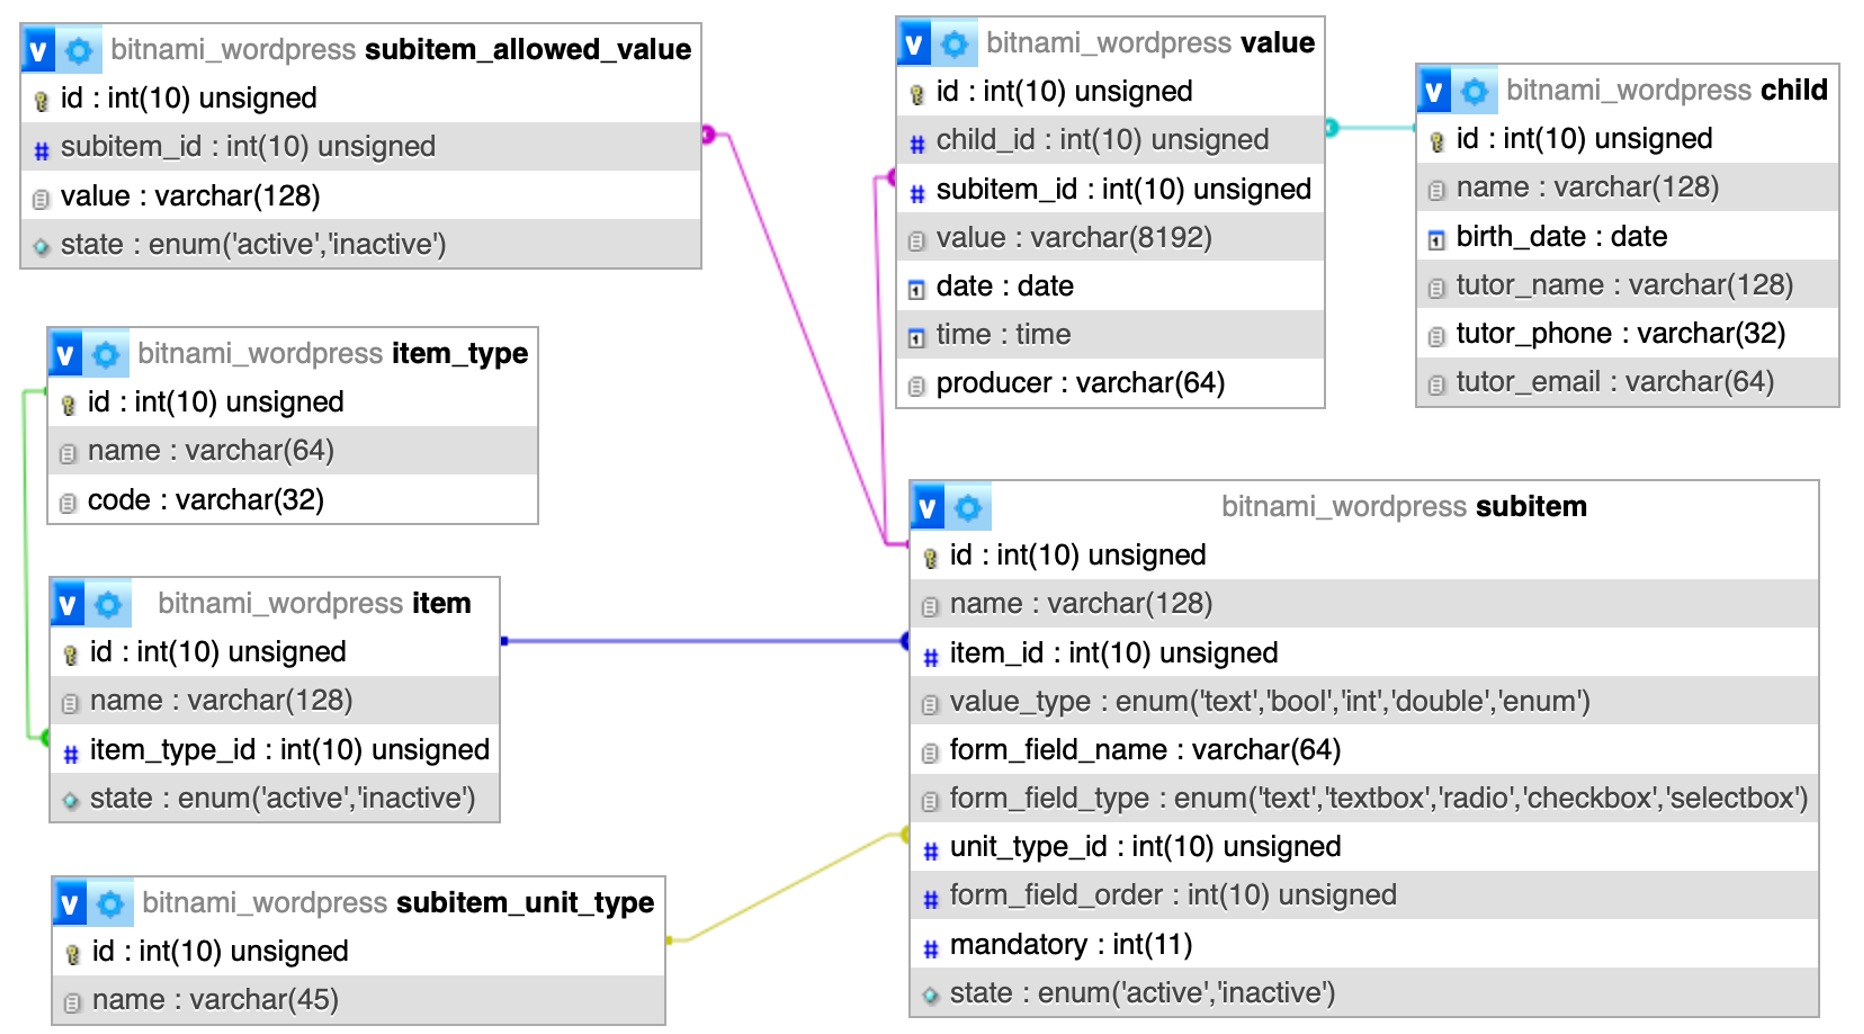 v bitnami_wordpress subitem_allowed_value
id : int(10) unsigned
# subitem_id : int(10) unsigned
value : varchar(128)
state : enum('active','inactive')
v bitnami_wordpress value
id : int(10) unsigned
# child_id : int(10) unsigned
# subitem_id : int(10) unsigned
value : varchar(8192)
date : date
time : time
producer : varchar(64)
v bitnami_wordpress child
id : int(10) unsigned
name : varchar(128)
birth_date : date
tutor_name : varchar(128)
tutor_phone : varchar(32)
tutor_email : varchar(64)
v bitnami_wordpress item_type
id : int(10) unsigned
name : varchar(64)
code : varchar(32)
v bitnami_wordpress item
id : int(10) unsigned
name : varchar(128)
# item_type_id : int(10) unsigned
state : enum('active','inactive')
v bitnami_wordpress subitem
id : int(10) unsigned
name : varchar(128)
# item_id : int(10) unsigned
value_type : enum('text','bool','int','double','enum')
form_field_name : varchar(64)
form_field_type : enum('text','textbox','radio','checkbox','selectbox')
# unit_type_id : int(10) unsigned
# form_field_order : int(10) unsigned
# mandatory : int(11)
state : enum('active','inactive')
v bitnami_wordpress subitem_unit_type
id : int(10) unsigned
name : varchar(45)